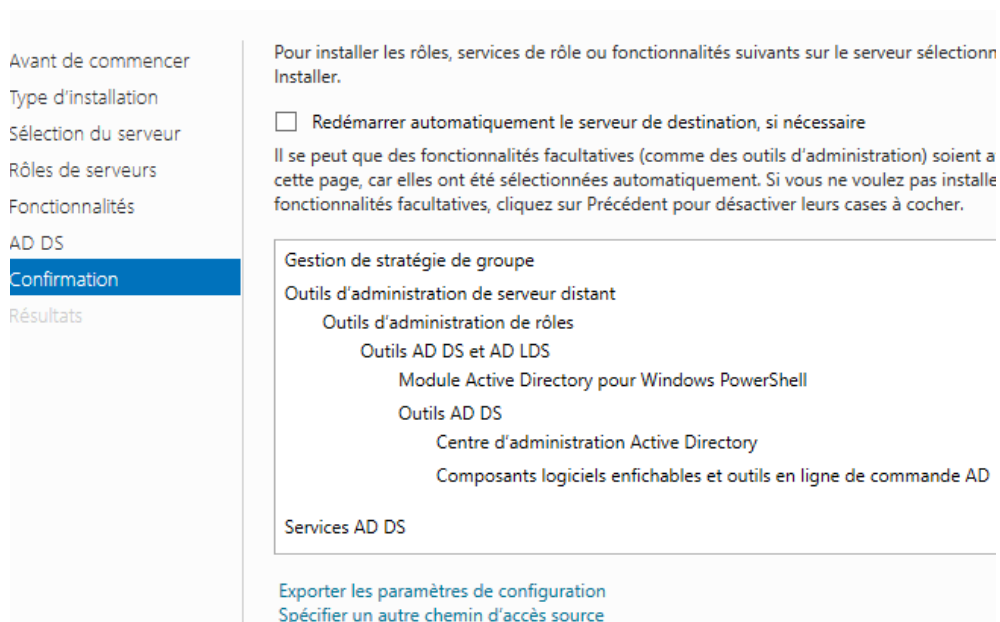 Avant de commencer
Type d'installation
Sélection du serveur
Rôles de serveurs
Fonctionnalités
AD DS
Confirmation
Résultats
Pour installer les rôles, services de rôle ou fonctionnalités suivants sur le serveur sélectionn
Installer.
Redémarrer automatiquement le serveur de destination, si nécessaire
Il se peut que des fonctionnalités facultatives (comme des outils d'administration) soient a
cette page, car elles ont été sélectionnées automatiquement. Si vous ne voulez pas installe
fonctionnalités facultatives, cliquez sur Précédent pour désactiver leurs cases à cocher.
Gestion de stratégie de groupe
Outils d'administration de serveur distant
Outils d'administration de rôles
Outils AD DS et AD LDS
Module Active Directory pour Windows PowerShell
Outils AD DS
Centre d'administration Active Directory
Composants logiciels enfichables et outils en ligne de commande AD
Services AD DS
Exporter les paramètres de configuration
Spécifier un autre chemin d'accès source